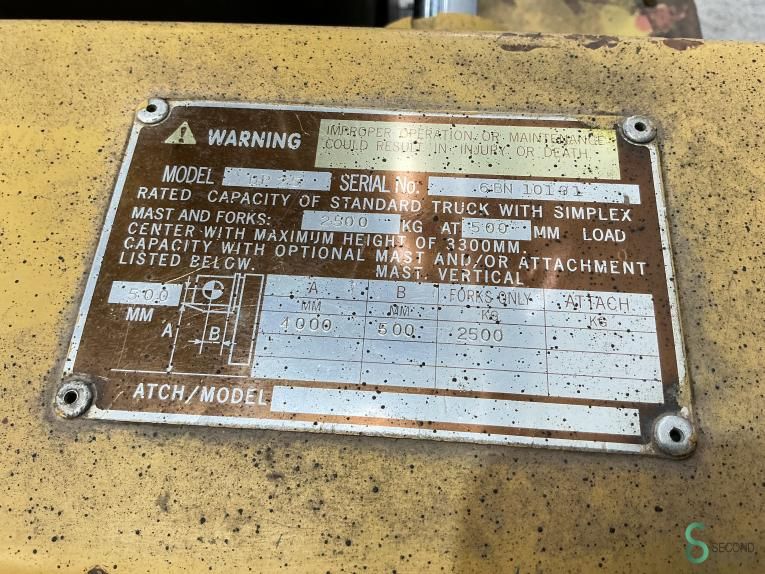 WARNING
IMPROPER OPERATION OR MAINTENANCE
COULD RESULT IN INJURY OR DEATH.
MODEL SERIAL No: 6BN
RATED CAPACITY OF STANDARD TRUCK WITH SIMPLEX
MAST AND FORKS: KG AT 500 MM LOAD
CENTER WITH MAXIMUM HEIGHT OF 3300MM.
CAPACITY WITH OPTIONAL MAST AND/OR ATTACHMENT
LISTED BELOW. MAST. VERTICAL
500 A B FORKS ONLY ATTACH
MM MM MM KG KG
A B 4000 500 2500
ATCH/MODEL
S SECOND